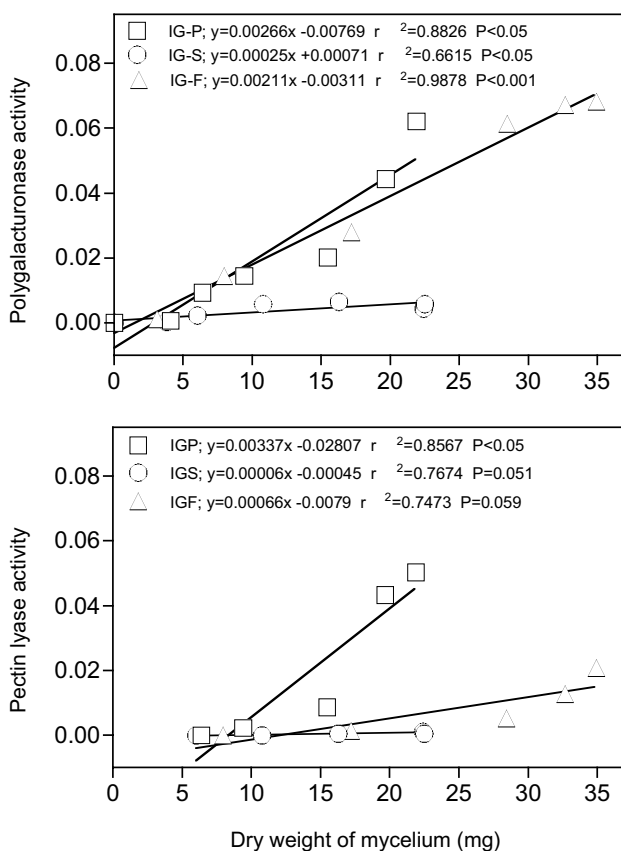 IG-P; y=0.00266x -0.00769 r ²=0.8826 P<0.05
IG-S; y=0.00025x +0.00071 r ²=0.6615 P<0.05
IG-F; y=0.00211x -0.00311 r ²=0.9878 P<0.001
Polygalacturonase activity
0.08
0.06
0.04
0.02
0.00
0 5 10 15 20 25 30 35
IGP; y=0.00337x -0.02807 r ²=0.8567 P<0.05
IGS; y=0.00006x -0.00045 r ²=0.7674 P=0.051
IGF; y=0.00066x -0.0079 r ²=0.7473 P=0.059
Pectin lyase activity
0.08
0.06
0.04
0.02
0.00
0 5 10 15 20 25 30 35
Dry weight of mycelium (mg)